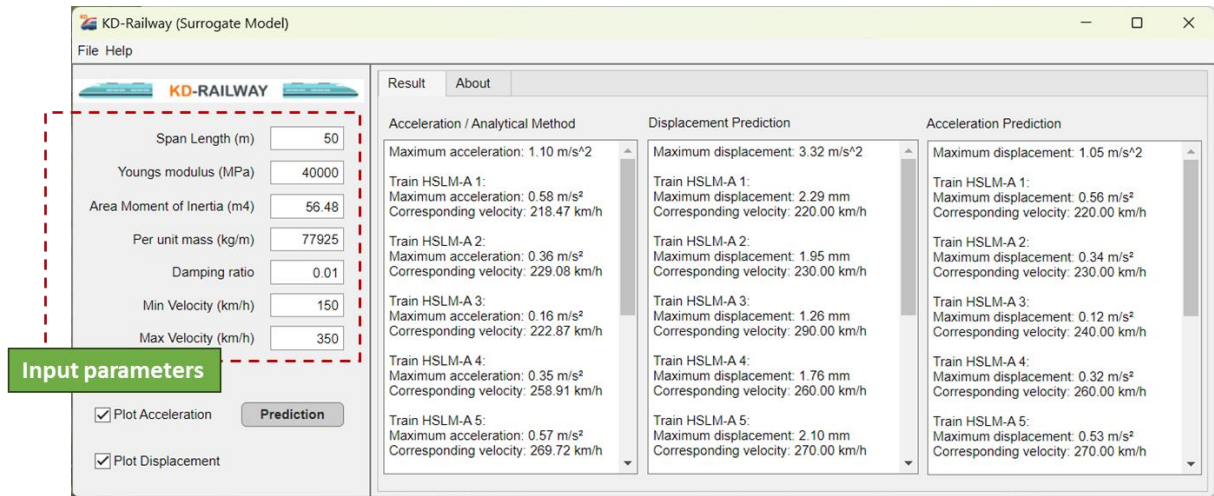 KD-Railway (Surrogate Model)
File Help
KD-RAILWAY
Span Length (m) 50
Youngs modulus (MPa) 40000
Area Moment of Inertia (m4) 56.48
Per unit mass (kg/m) 77925
Damping ratio 0.01
Min Velocity (km/h) 150
Max Velocity (km/h) 350
Input parameters
Plot Acceleration
Prediction
Plot Displacement
Result About
Acceleration / Analytical Method
Maximum acceleration: 1.10 m/s^2
Train HSLM-A 1:
Maximum acceleration: 0.58 m/s²
Corresponding velocity: 218.47 km/h
Train HSLM-A 2:
Maximum acceleration: 0.36 m/s²
Corresponding velocity: 229.08 km/h
Train HSLM-A 3:
Maximum acceleration: 0.16 m/s²
Corresponding velocity: 222.87 km/h
Train HSLM-A 4:
Maximum acceleration: 0.35 m/s²
Corresponding velocity: 258.91 km/h
Train HSLM-A 5:
Maximum acceleration: 0.57 m/s²
Corresponding velocity: 269.72 km/h
Displacement Prediction
Maximum displacement: 3.32 mm/s^2
Train HSLM-A 1:
Maximum displacement: 2.29 mm
Corresponding velocity: 220.00 km/h
Train HSLM-A 2:
Maximum displacement: 1.95 mm
Corresponding velocity: 230.00 km/h
Train HSLM-A 3:
Maximum displacement: 1.26 mm
Corresponding velocity: 290.00 km/h
Train HSLM-A 4:
Maximum displacement: 1.76 mm
Corresponding velocity: 260.00 km/h
Train HSLM-A 5:
Maximum displacement: 2.10 mm
Corresponding velocity: 270.00 km/h
Acceleration Prediction
Maximum displacement: 1.05 m/s^2
Train HSLM-A 1:
Maximum displacement: 0.56 m/s²
Corresponding velocity: 220.00 km/h
Train HSLM-A 2:
Maximum displacement: 0.34 m/s²
Corresponding velocity: 230.00 km/h
Train HSLM-A 3:
Maximum displacement: 0.12 m/s²
Corresponding velocity: 240.00 km/h
Train HSLM-A 4:
Maximum displacement: 0.32 m/s²
Corresponding velocity: 260.00 km/h
Train HSLM-A 5:
Maximum displacement: 0.53 m/s²
Corresponding velocity: 270.00 km/h